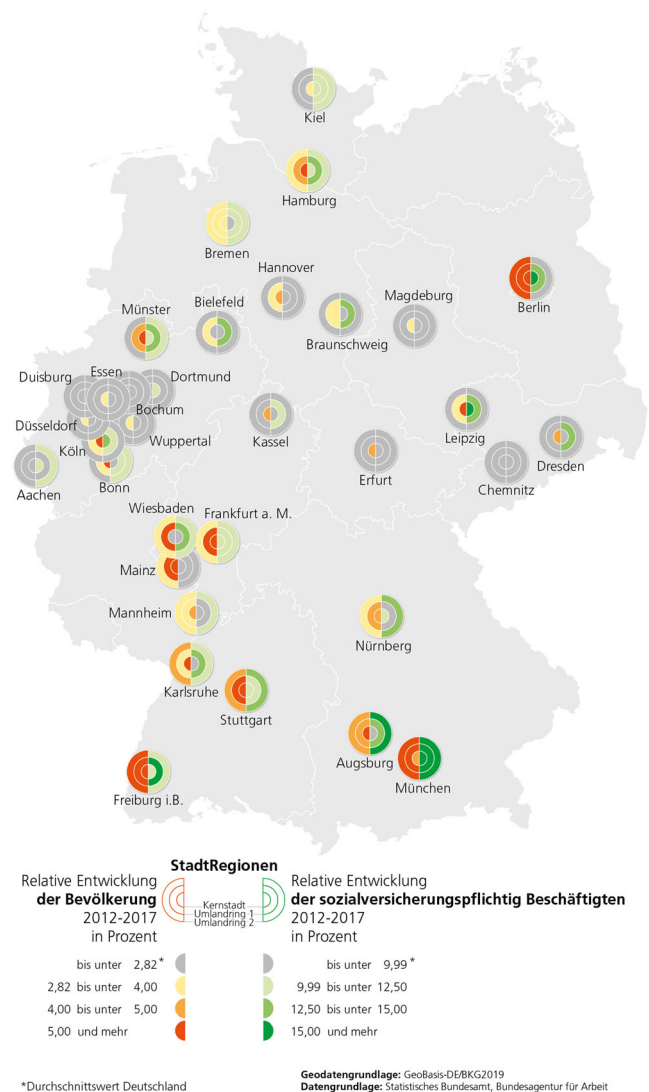 Kiel
Hamburg
Bremen
Hannover
Berlin
Magdeburg
Bielefeld
Münster
Braunschweig
Essen
Duisburg
Dortmund
Bochum
Düsseldorf
Wuppertal
Köln
Kassel
Leipzig
Dresden
Erfurt
Chemnitz
Aachen
Bonn
Wiesbaden
Frankfurt a. M.
Mainz
Mannheim
Nürnberg
Karlsruhe
Stuttgart
Augsburg
München
Freiburg i.B.
StadtRegionen
Relative Entwicklung
der Bevölkerung
2012-2017
in Prozent
Kernstadt
Umlandring 1
Umlandring 2
Relative Entwicklung
der sozialversicherungspflichtig Beschäftigten
2012-2017
in Prozent
bis unter 2,82 *
2,82 bis unter 4,00
4,00 bis unter 5,00
5,00 und mehr
bis unter 9,99 *
9,99 bis unter 12,50
12,50 bis unter 15,00
15,00 und mehr
*Durchschnittswert Deutschland
Geodatengrundlage: GeoBasis-DE/BKG2019
Datengrundlage: Statistisches Bundesamt, Bundesagentur für Arbeit